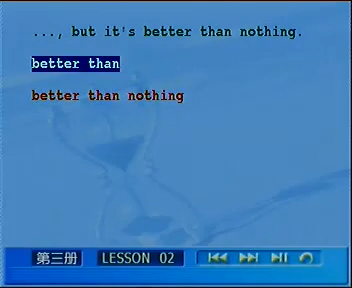 ..., but it's better than nothing.
better than
better than nothing
第三册 LESSON 02